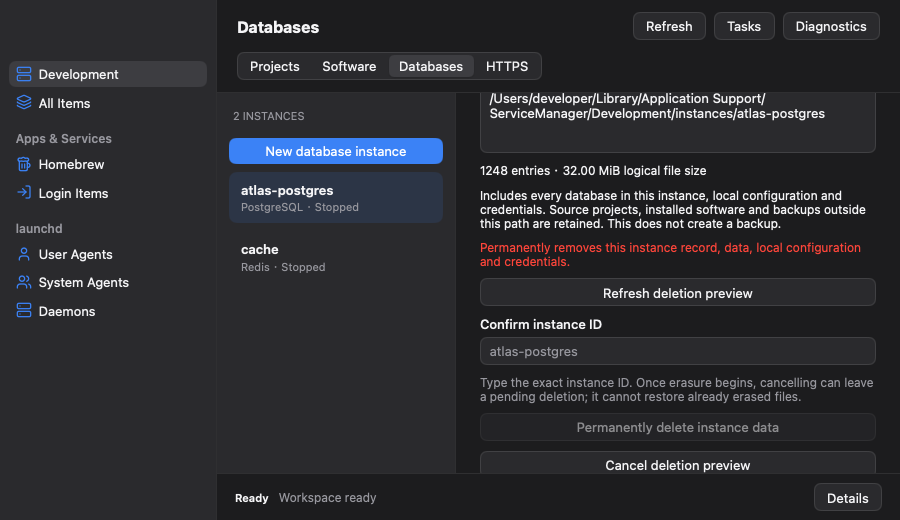 Databases
Refresh
Tasks
Diagnostics
Projects
Software
Databases
HTTPS
Development
All Items
Apps & Services
Homebrew
Login Items
launchd
User Agents
System Agents
Daemons
2 INSTANCES
New database instance
atlas-postgres
PostgreSQL · Stopped
cache
Redis · Stopped
/Users/developer/Library/Application Support/
ServiceManager/Development/instances/atlas-postgres
1248 entries · 32.00 MiB logical file size
Includes every database in this instance, local configuration and
credentials. Source projects, installed software and backups outside
this path are retained. This does not create a backup.
Permanently removes this instance record, data, local configuration
and credentials.
Refresh deletion preview
Confirm instance ID
atlas-postgres
Type the exact instance ID. Once erasure begins, cancelling can leave
a pending deletion; it cannot restore already erased files.
Permanently delete instance data
Cancel deletion preview
Ready
Workspace ready
Details